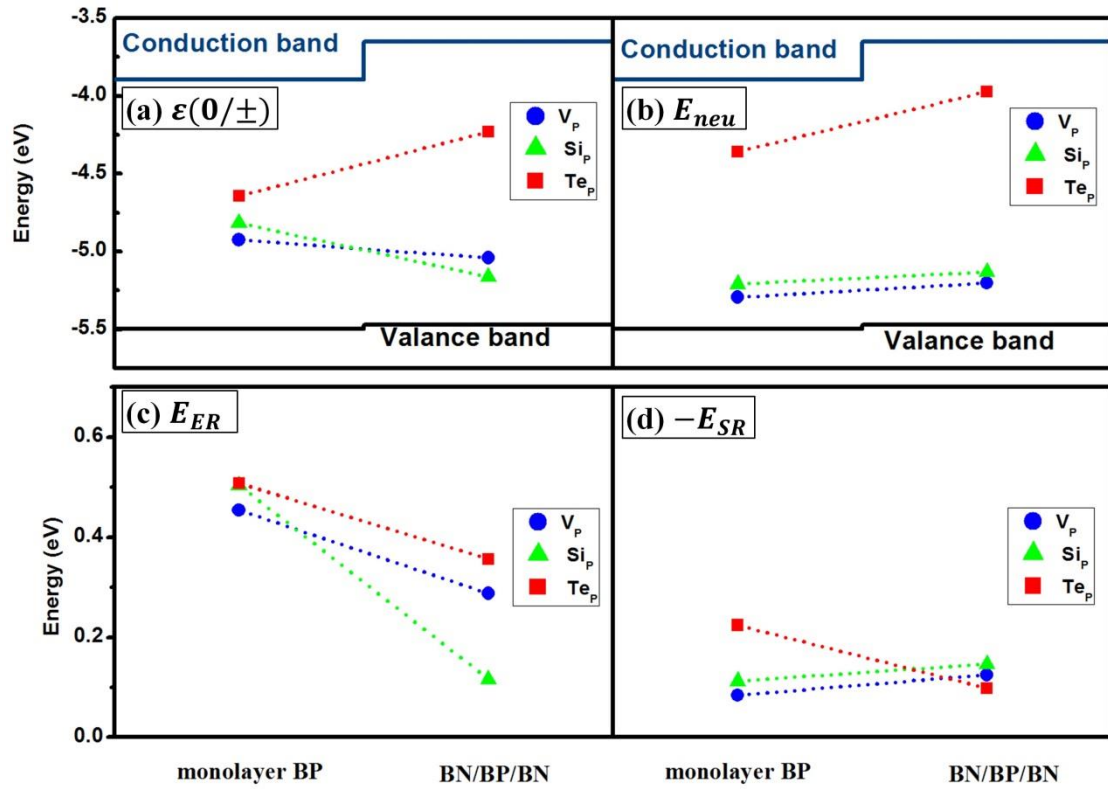 -3.5
-4.0
-4.5
-5.0
-5.5
Energy (eV)
Conduction band
(a) ε(0/±)
V_P
Si_P
Te_P
Valance band
Conduction band
(b) E_neu
V_P
Si_P
Te_P
Valance band
0.6
0.4
0.2
0.0
Energy (eV)
(c) E_ER
V_P
Si_P
Te_P
(d) −E_SR
V_P
Si_P
Te_P
monolayer BP
BN/BP/BN
monolayer BP
BN/BP/BN